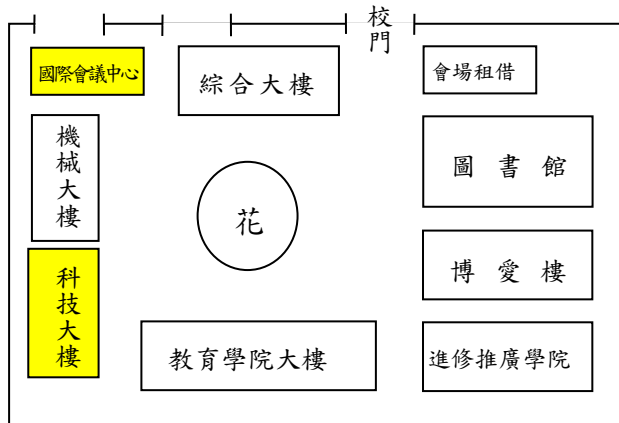 校門
國際會議中心
綜合大樓
會場租借
機械大樓
圖書館
花
科技大樓
博愛樓
教育學院大樓
進修推廣學院